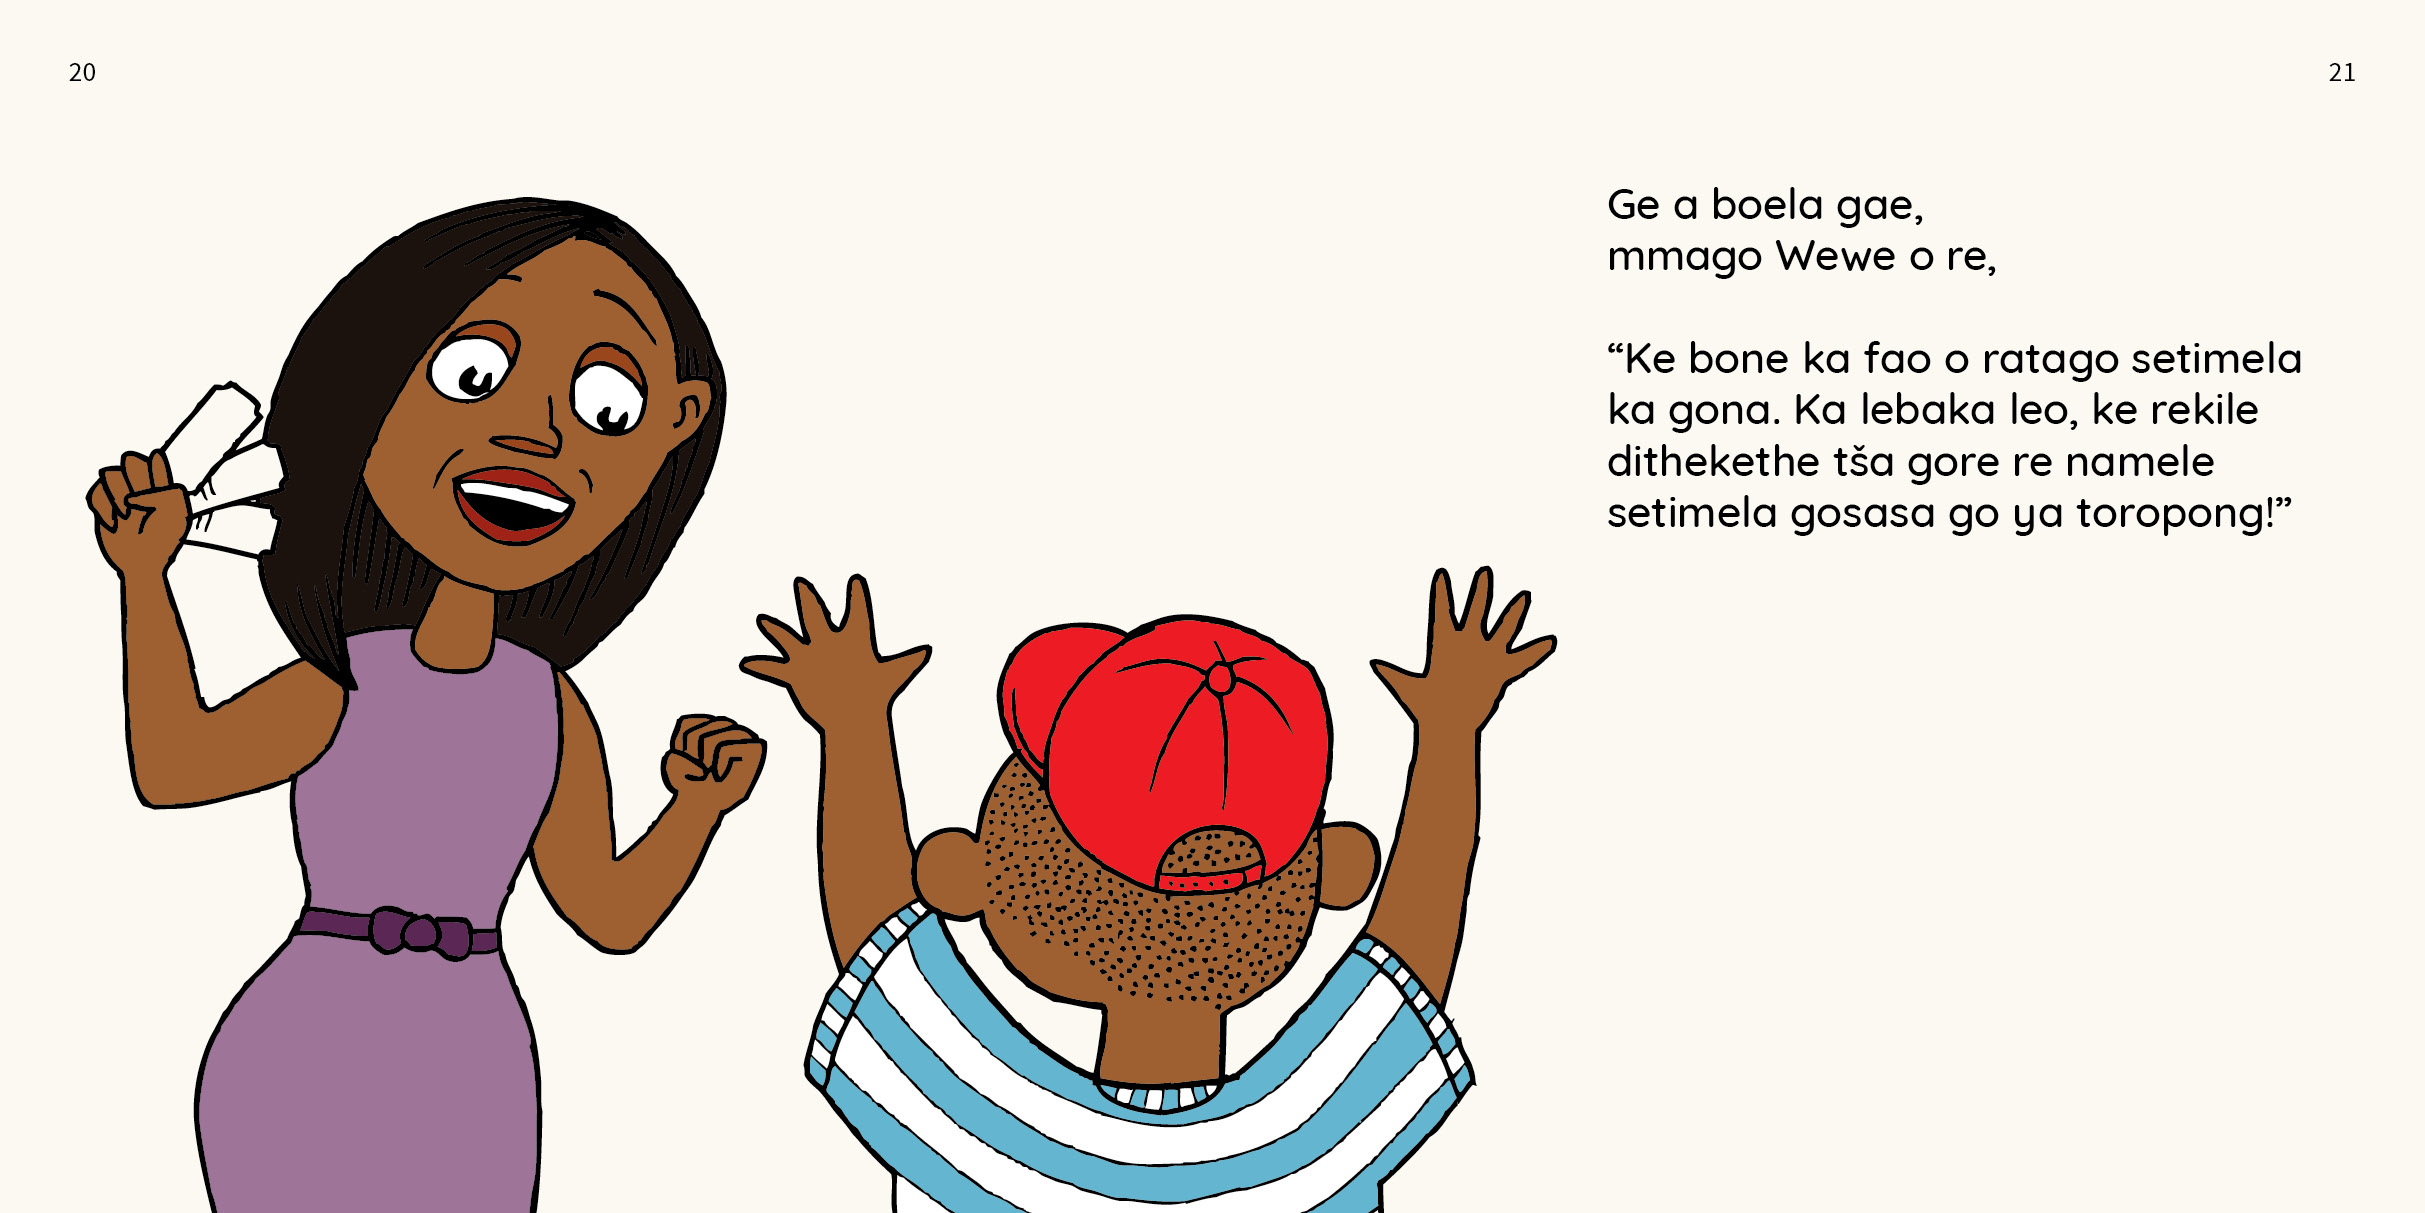 20
21
Ge a boela gae,
mmago Wewe o re,
“Ke bone ka fao o ratago setimela
ka gona. Ka lebaka leo, ke rekile
dithekethe tša gore re namele
setimela gosasa go ya toropong!”